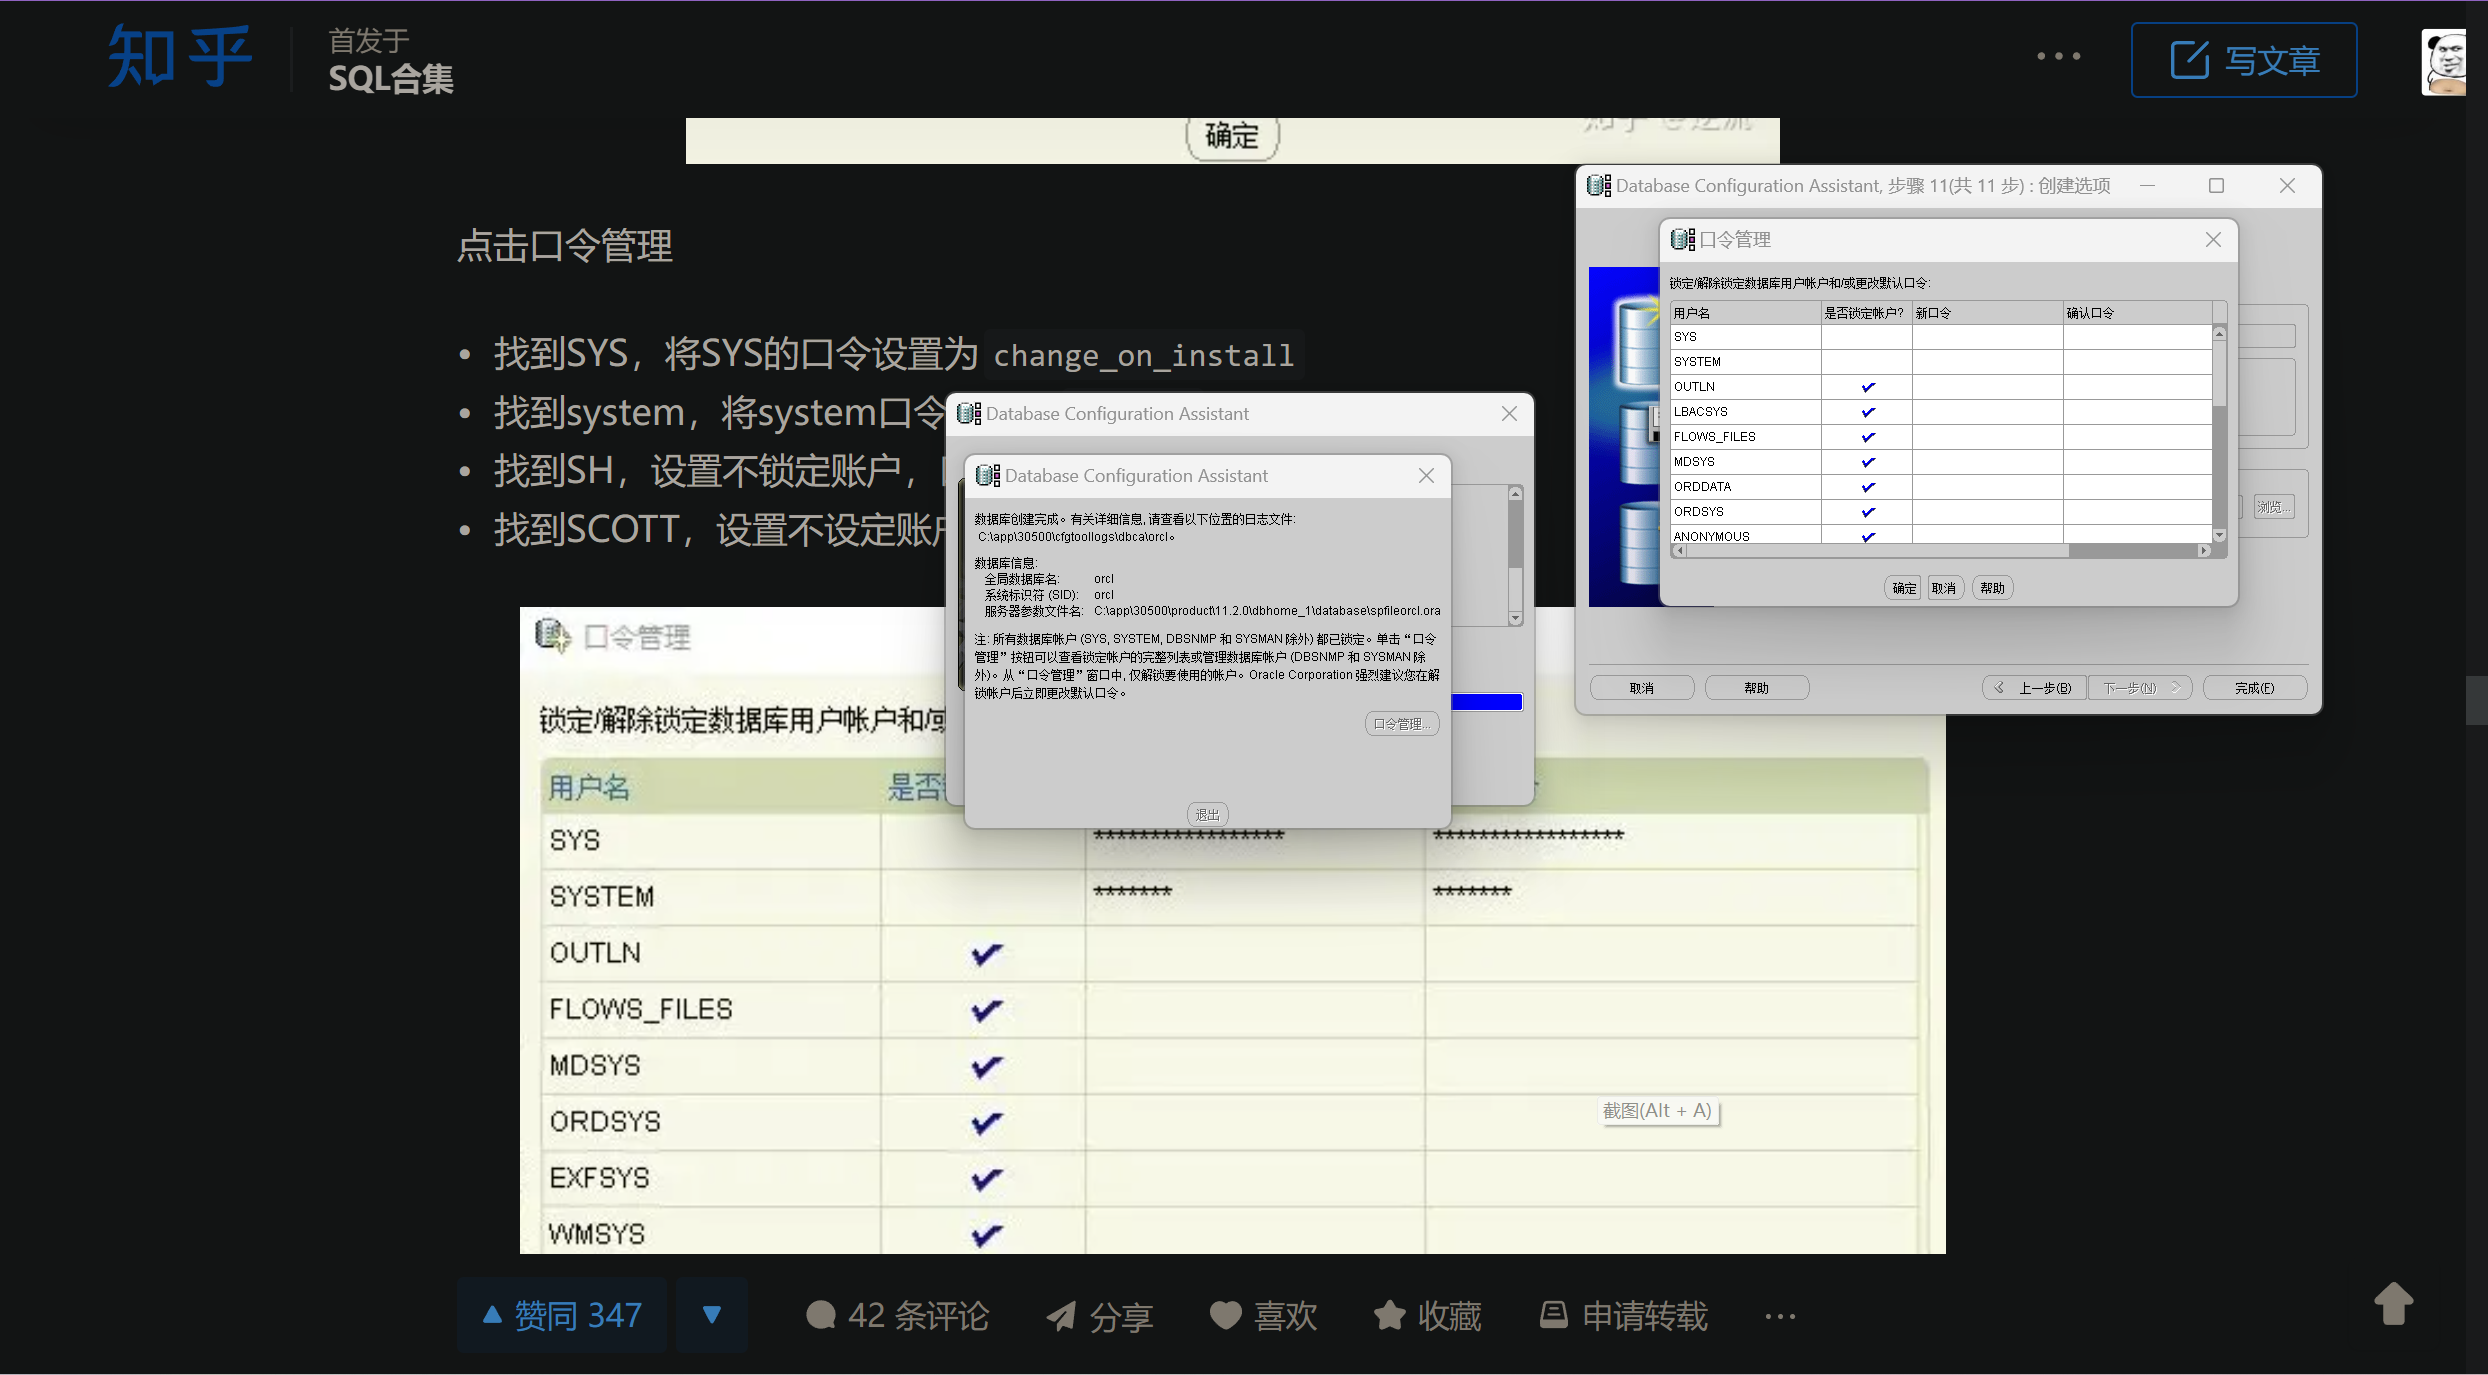 知乎
首发于
SQL合集
写文章
确定
点击口令管理
• 找到SYS，将SYS的口令设置为 change_on_install
• 找到system，将system口令
• 找到SH，设置不锁定账户，
• 找到SCOTT，设置不设定账户
口令管理
锁定/解除锁定数据库用户帐户和/或
用户名 是否
SYS ***************** *****************
SYSTEM ******* *******
OUTLN
FLOWS_FILES
MDSYS
ORDSYS
EXFSYS
WMSYS
Database Configuration Assistant
Database Configuration Assistant
数据库创建完成。有关详细信息, 请查看以下位置的日志文件:
C:\app\30500\cfgtoollogs\dbca\orcl。
数据库信息:
全局数据库名: orcl
系统标识符 (SID): orcl
服务器参数文件名: C:\app\30500\product\11.2.0\dbhome_1\database\spfileorcl.ora
注: 所有数据库帐户 (SYS, SYSTEM, DBSNMP 和 SYSMAN 除外) 都已锁定。单击 “口令
管理” 按钮可以查看锁定帐户的完整列表或管理数据库帐户 (DBSNMP 和 SYSMAN 除
外)。从 “口令管理” 窗口中, 仅解锁要使用的帐户。Oracle Corporation 强烈建议您在解
锁帐户后立即更改默认口令。
口令管理...
退出
Database Configuration Assistant, 步骤 11(共 11 步) : 创建选项
口令管理
锁定/解除锁定数据库用户帐户和/或更改默认口令:
用户名 是否锁定帐户? 新口令 确认口令
SYS
SYSTEM
OUTLN
LBACSYS
FLOWS_FILES
MDSYS
ORDDATA
ORDSYS
ANONYMOUS
确定 取消 帮助
浏览...
取消 帮助 上一步(B) 下一步(N) 完成(F)
截图(Alt + A)
赞同 347
42 条评论 分享 喜欢 收藏 申请转载